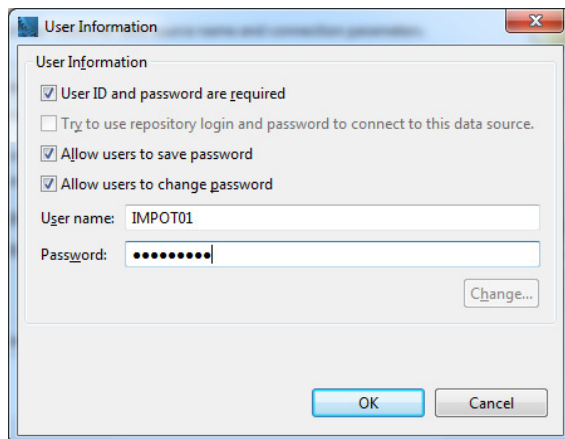 User Information
User Information
User ID and password are required
Try to use repository login and password to connect to this data source.
Allow users to save password
Allow users to change password
User name: IMPOT01
Password: •••••••••
Change...
OK Cancel